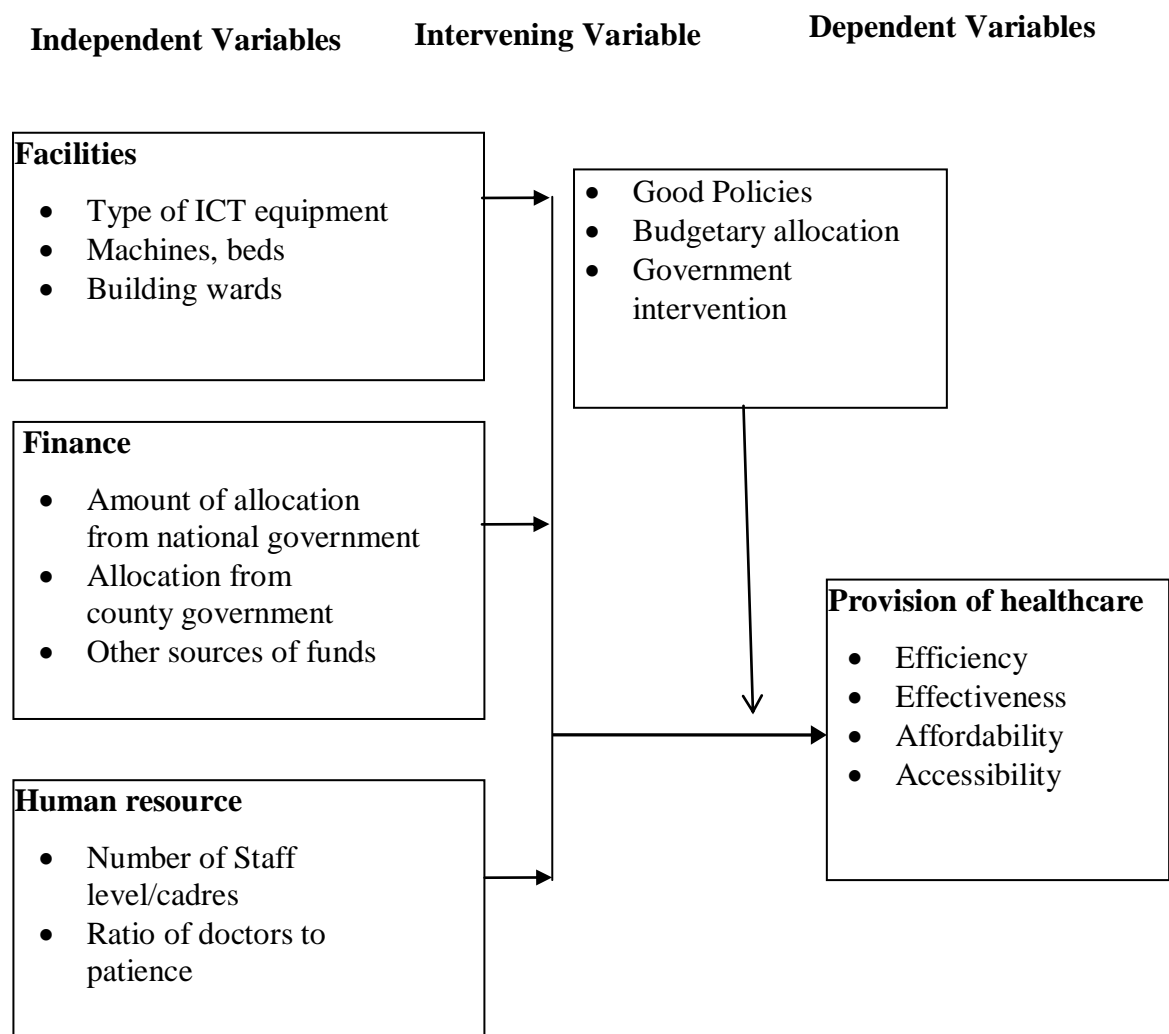 Independent Variables
Intervening Variable
Dependent Variables
Facilities
• Type of ICT equipment
• Machines, beds
• Building wards
Finance
• Amount of allocation
from national government
• Allocation from
county government
• Other sources of funds
Human resource
• Number of Staff
level/cadres
• Ratio of doctors to
patience
• Good Policies
• Budgetary allocation
• Government
intervention
Provision of healthcare
• Efficiency
• Effectiveness
• Affordability
• Accessibility